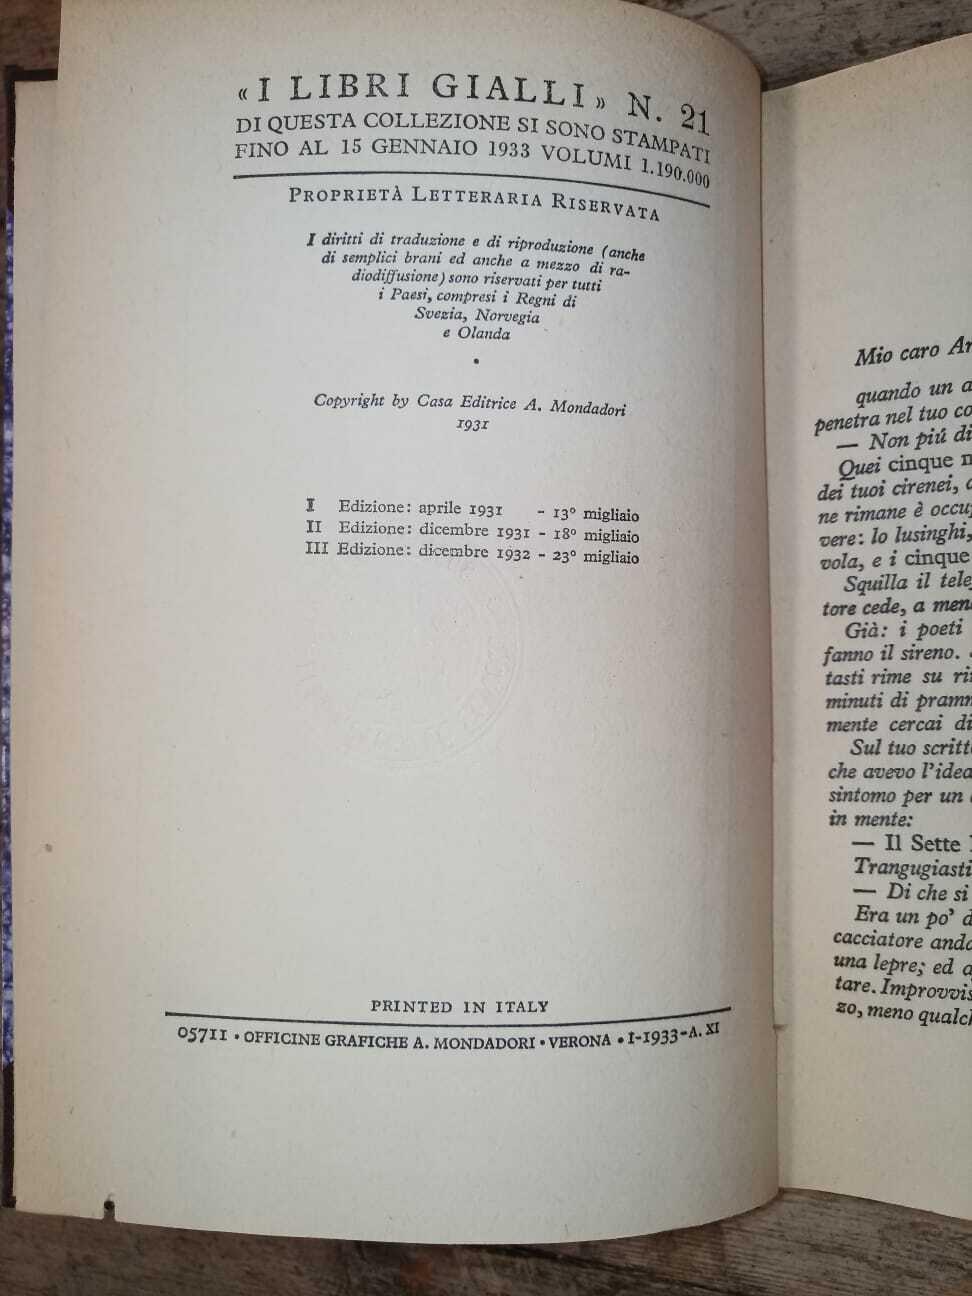 « I LIBRI GIALLI » N. 21
DI QUESTA COLLEZIONE SI SONO STAMPATI
FINO AL 15 GENNAIO 1933 VOLUMI 1.190.000
PROPRIETÀ LETTERARIA RISERVATA
I diritti di traduzione e di riproduzione (anche
di semplici brani ed anche a mezzo di ra-
diodiffusione) sono riservati per tutti
i Paesi, compresi i Regni di
Svezia, Norvegia
e Olanda
•
Copyright by Casa Editrice A. Mondadori
1931
I Edizione: aprile 1931 - 13º migliaio
II Edizione: dicembre 1931 - 18º migliaio
III Edizione: dicembre 1932 - 23º migliaio
PRINTED IN ITALY
05711 • OFFICINE GRAFICHE A. MONDADORI • VERONA • I-1933-A. XI
Mio caro
quando un
penetra nel tuo
— Non piú di
Quei cinque
dei tuoi cirenei,
ne rimane è
vere: lo lusinghi,
vola, e i cinque
Squilla il
tore cede, a
Già: i poeti
fanno il sireno.
tasti rime su
minuti di
mente cercai di
Sul tuo
che avevo l'idea
sintomo per un
in mente:
— Il Sette
Trangugiasti
— Di che si
Era un po'
cacciatore
una lepre; ed
tare.
zo, meno